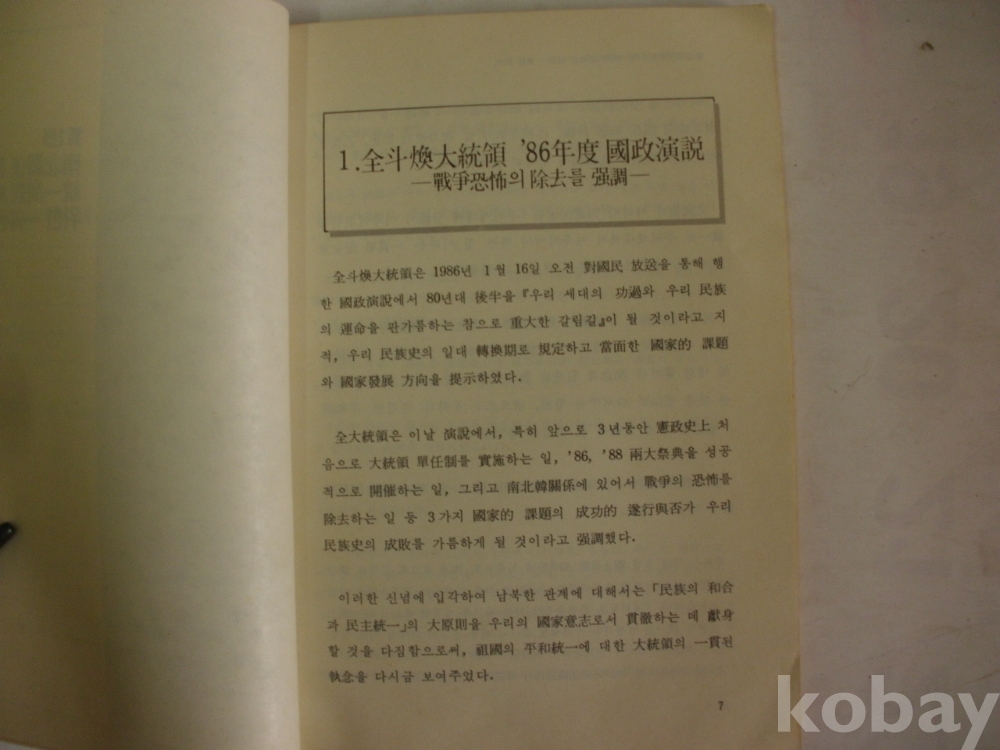 1.全斗煥大統領 '86年度 國政演説
—戰爭恐怖의 除去를 强調—
全斗煥大統領은 1986년 1월 16일 오전 對國民 放送을 통해 행
한 國政演説에서 80년대 後半을 『우리 세대의 功過와 우리 民族
의 運命을 판가름하는 참으로 重大한 갈림길』이 될 것이라고 지
적, 우리 民族史의 일대 轉換期로 規定하고 當面한 國家的 課題
와 國家發展 方向을 提示하였다.
全大統領은 이날 演説에서, 특히 앞으로 3년동안 憲政史上 처
음으로 大統領 單任制를 實施하는 일, '86, '88 兩大祭典을 성공
적으로 開催하는 일, 그리고 南北韓關係에 있어서 戰爭의 恐怖를
除去하는 일 등 3가지 國家的 課題의 成功的 遂行與否가 우리
民族史의 成敗를 가름하게 될 것이라고 强調했다.
이러한 신념에 입각하여 남북한 관계에 대해서는 「民族의 和合
과 民主統一」의 大原則을 우리의 國家意志로서 貫徹하는 데 獻身
할 것을 다짐함으로써, 祖國의 平和統一에 대한 大統領의 一貫된
執念을 다시금 보여주었다.
7
kobay